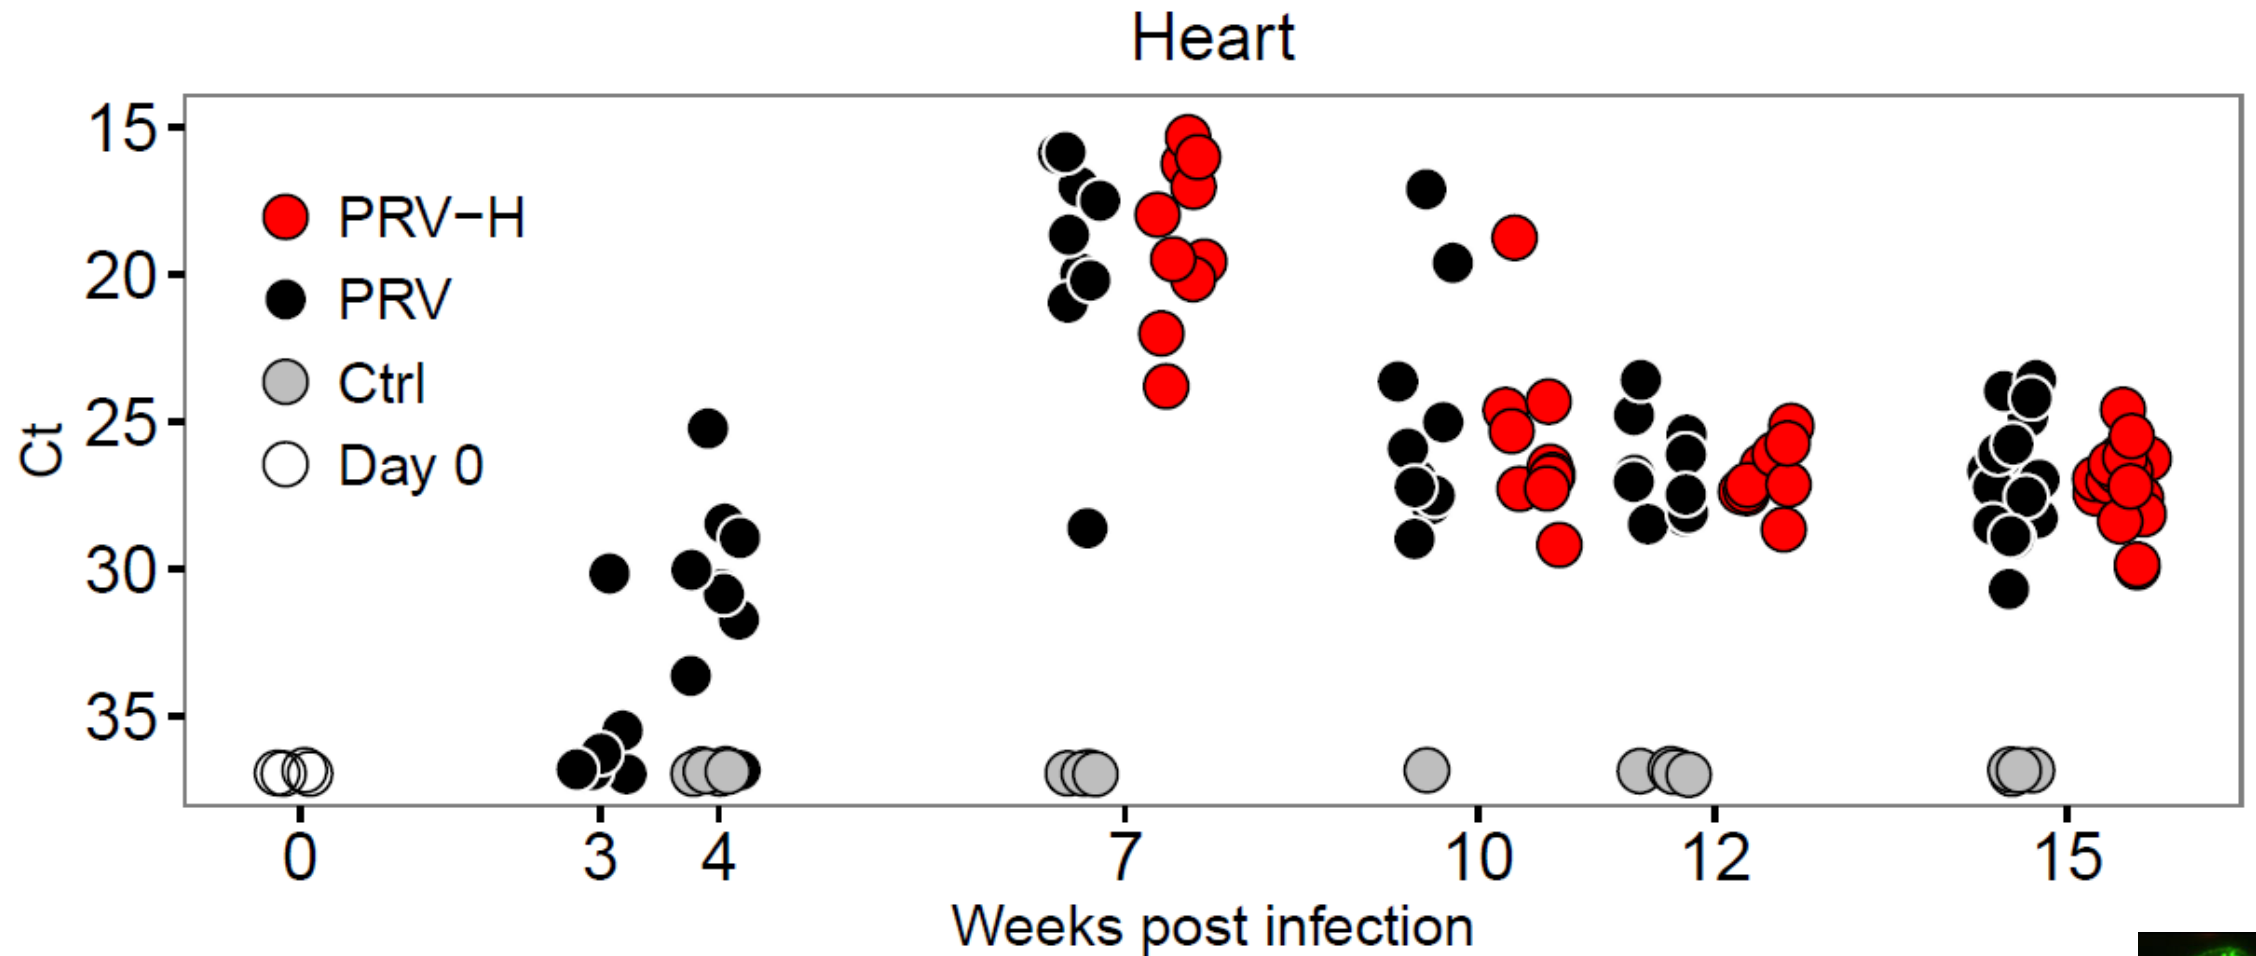 Heart
15
20
25
30
35
Ct
PRV−H
PRV
Ctrl
Day 0
0 3 4 7 10 12 15
Weeks post infection